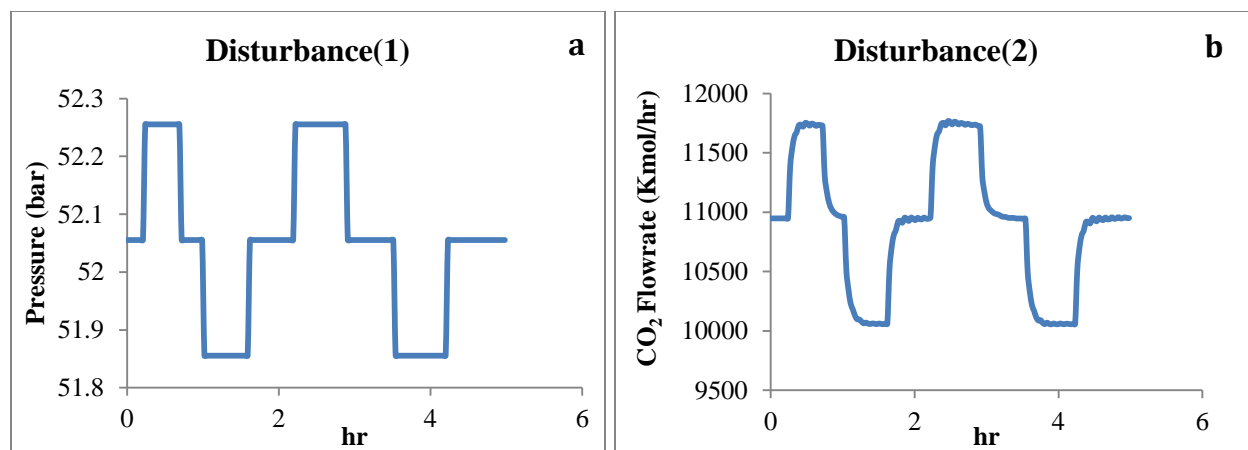 Disturbance(1)
a
Pressure (bar)
52.3
52.2
52.1
52
51.9
51.8
0
2
4
6
hr
Disturbance(2)
b
CO₂ Flowrate (Kmol/hr)
12000
11500
11000
10500
10000
9500
0
2
4
6
hr